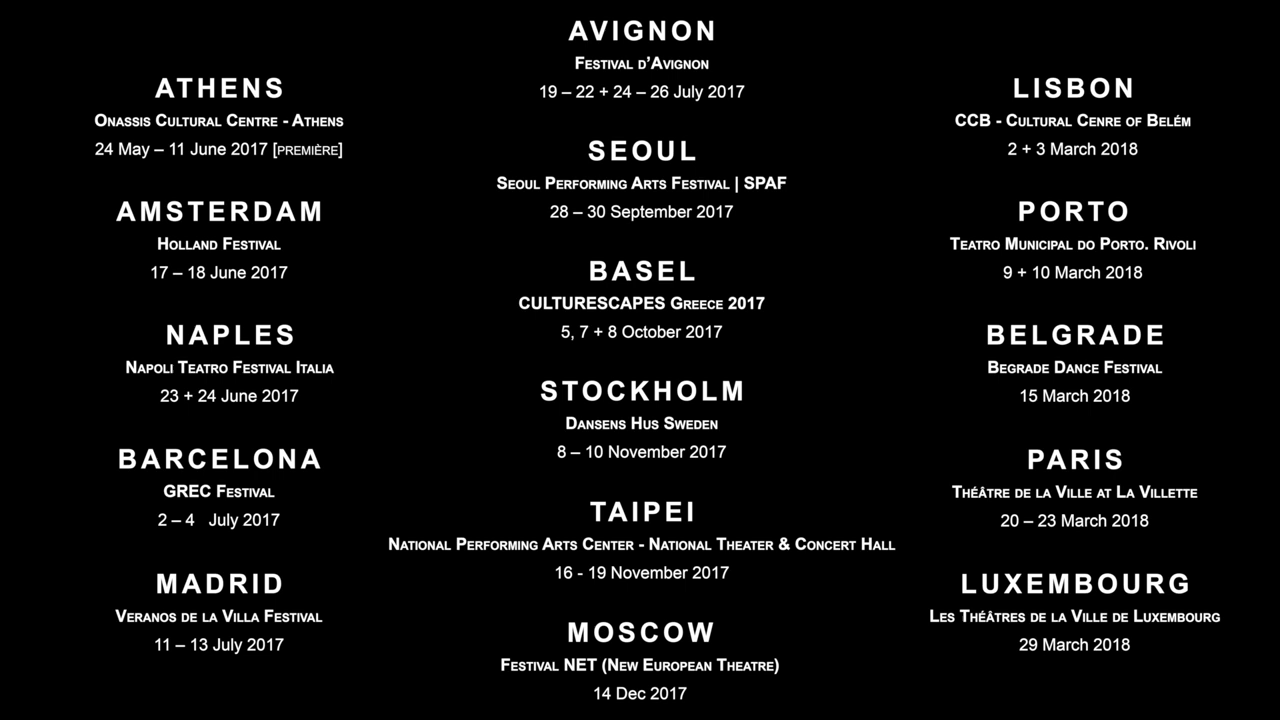 ATHENS
Onassis Cultural Centre - Athens
24 May – 11 June 2017 [première]
AMSTERDAM
Holland Festival
17 – 18 June 2017
NAPLES
Napoli Teatro Festival Italia
23 + 24 June 2017
BARCELONA
GREC Festival
2 – 4   July 2017
MADRID
Veranos de la Villa Festival
11 – 13 July 2017
AVIGNON
Festival d’Avignon
19 – 22 + 24 – 26 July 2017
SEOUL
Seoul Performing Arts Festival | SPAF
28 – 30 September 2017
BASEL
CULTURESCAPES Greece 2017
5, 7 + 8 October 2017
STOCKHOLM
Dansens Hus Sweden
8 – 10 November 2017
TAIPEI
National Performing Arts Center - National Theater & Concert Hall
16 - 19 November 2017
MOSCOW
Festival NET (New European Theatre)
14 Dec 2017
LISBON
CCB - Cultural Cenre of Belém
2 + 3 March 2018
PORTO
Teatro Municipal do Porto. Rivoli
9 + 10 March 2018
BELGRADE
Begrade Dance Festival
15 March 2018
PARIS
Théâtre de la Ville at La Villette
20 – 23 March 2018
LUXEMBOURG
Les Théâtres de la Ville de Luxembourg
29 March 2018